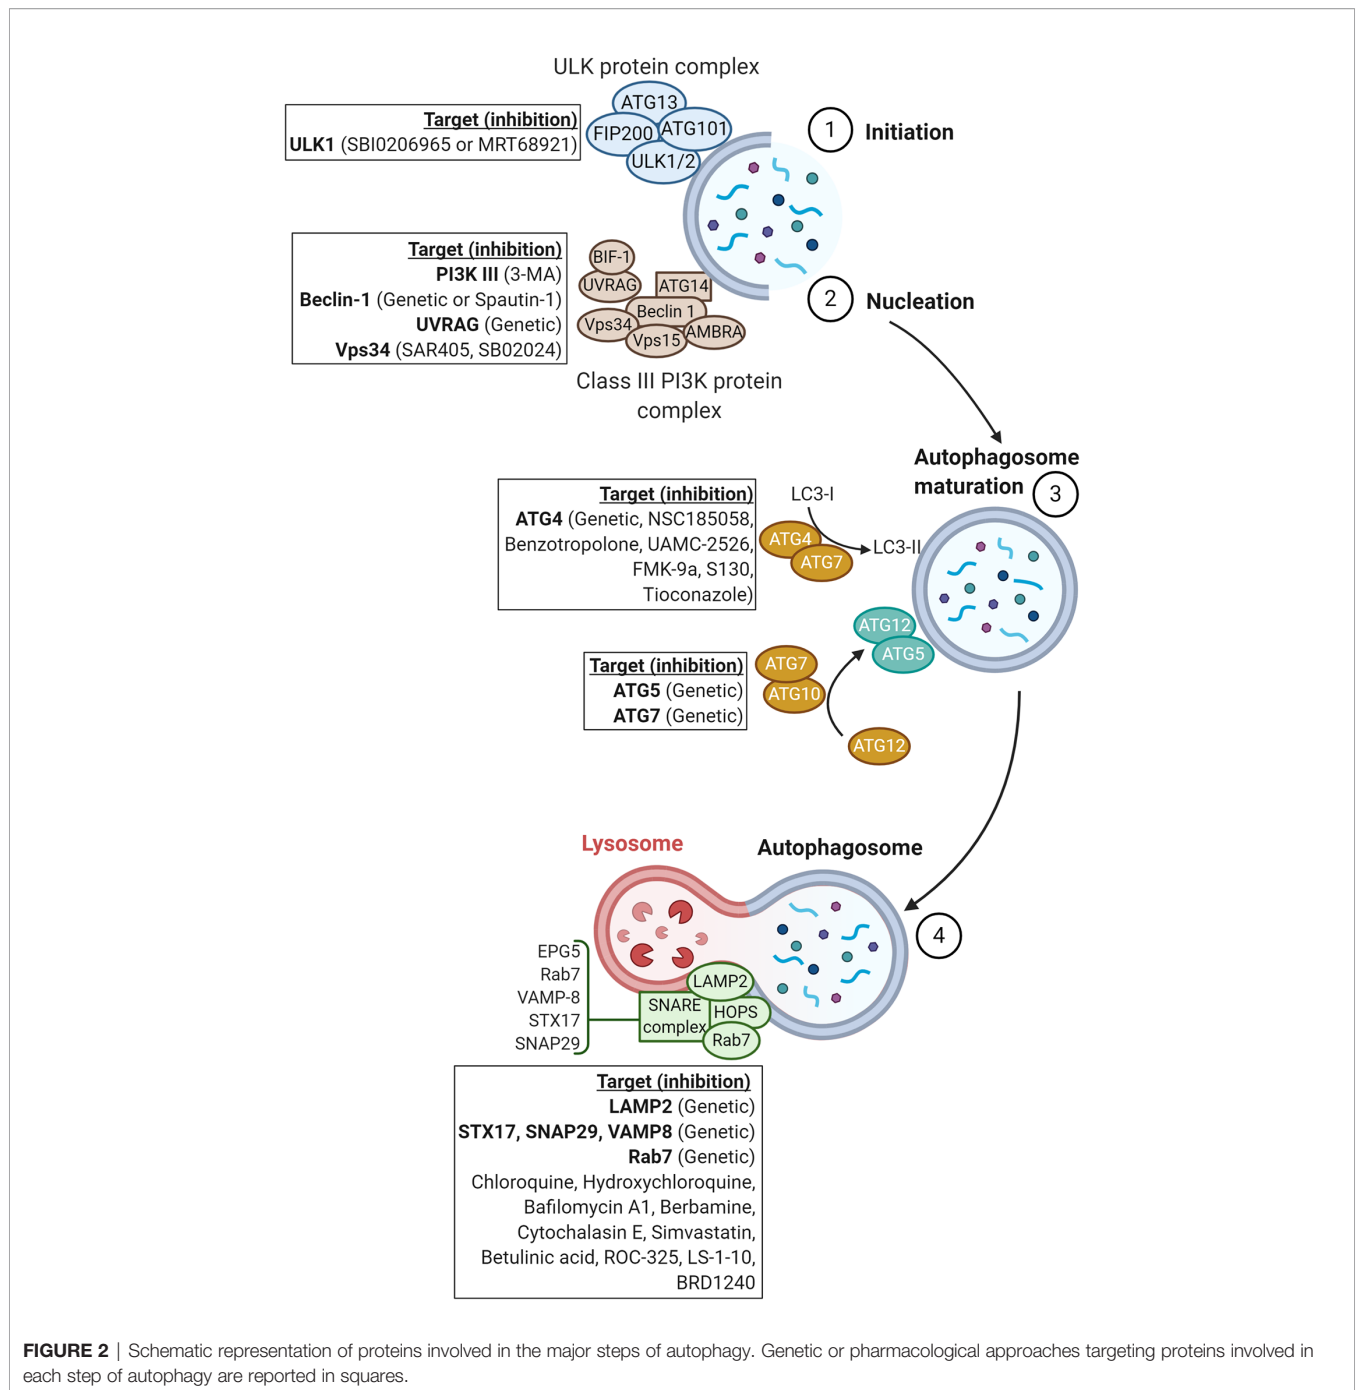 ULK protein complex
ATG13
FIP200
ATG101
ULK1/2
Target (inhibition)
ULK1 (SBI0206965 or MRT68921)
1
Initiation
Target (inhibition)
PI3K III (3-MA)
Beclin-1 (Genetic or Spautin-1)
UVRAG (Genetic)
Vps34 (SAR405, SB02024)
BIF-1
UVRAG
ATG14
Beclin 1
Vps34
Vps15
AMBRA
Class III PI3K protein
complex
2
Nucleation
Autophagosome
maturation
3
Target (inhibition)
ATG4 (Genetic, NSC185058,
Benzotropolone, UAMC-2526,
FMK-9a, S130,
Tioconazole)
LC3-I
ATG4
ATG7
LC3-II
ATG12
ATG5
Target (inhibition)
ATG5 (Genetic)
ATG7 (Genetic)
ATG7
ATG10
ATG12
Lysosome
Autophagosome
4
EPG5
Rab7
VAMP-8
STX17
SNAP29
LAMP2
SNARE
complex
HOPS
Rab7
Target (inhibition)
LAMP2 (Genetic)
STX17, SNAP29, VAMP8 (Genetic)
Rab7 (Genetic)
Chloroquine, Hydroxychloroquine,
Bafilomycin A1, Berbamine,
Cytochalasin E, Simvastatin,
Betulinic acid, ROC-325, LS-1-10,
BRD1240
FIGURE 2 | Schematic representation of proteins involved in the major steps of autophagy. Genetic or pharmacological approaches targeting proteins involved in
each step of autophagy are reported in squares.